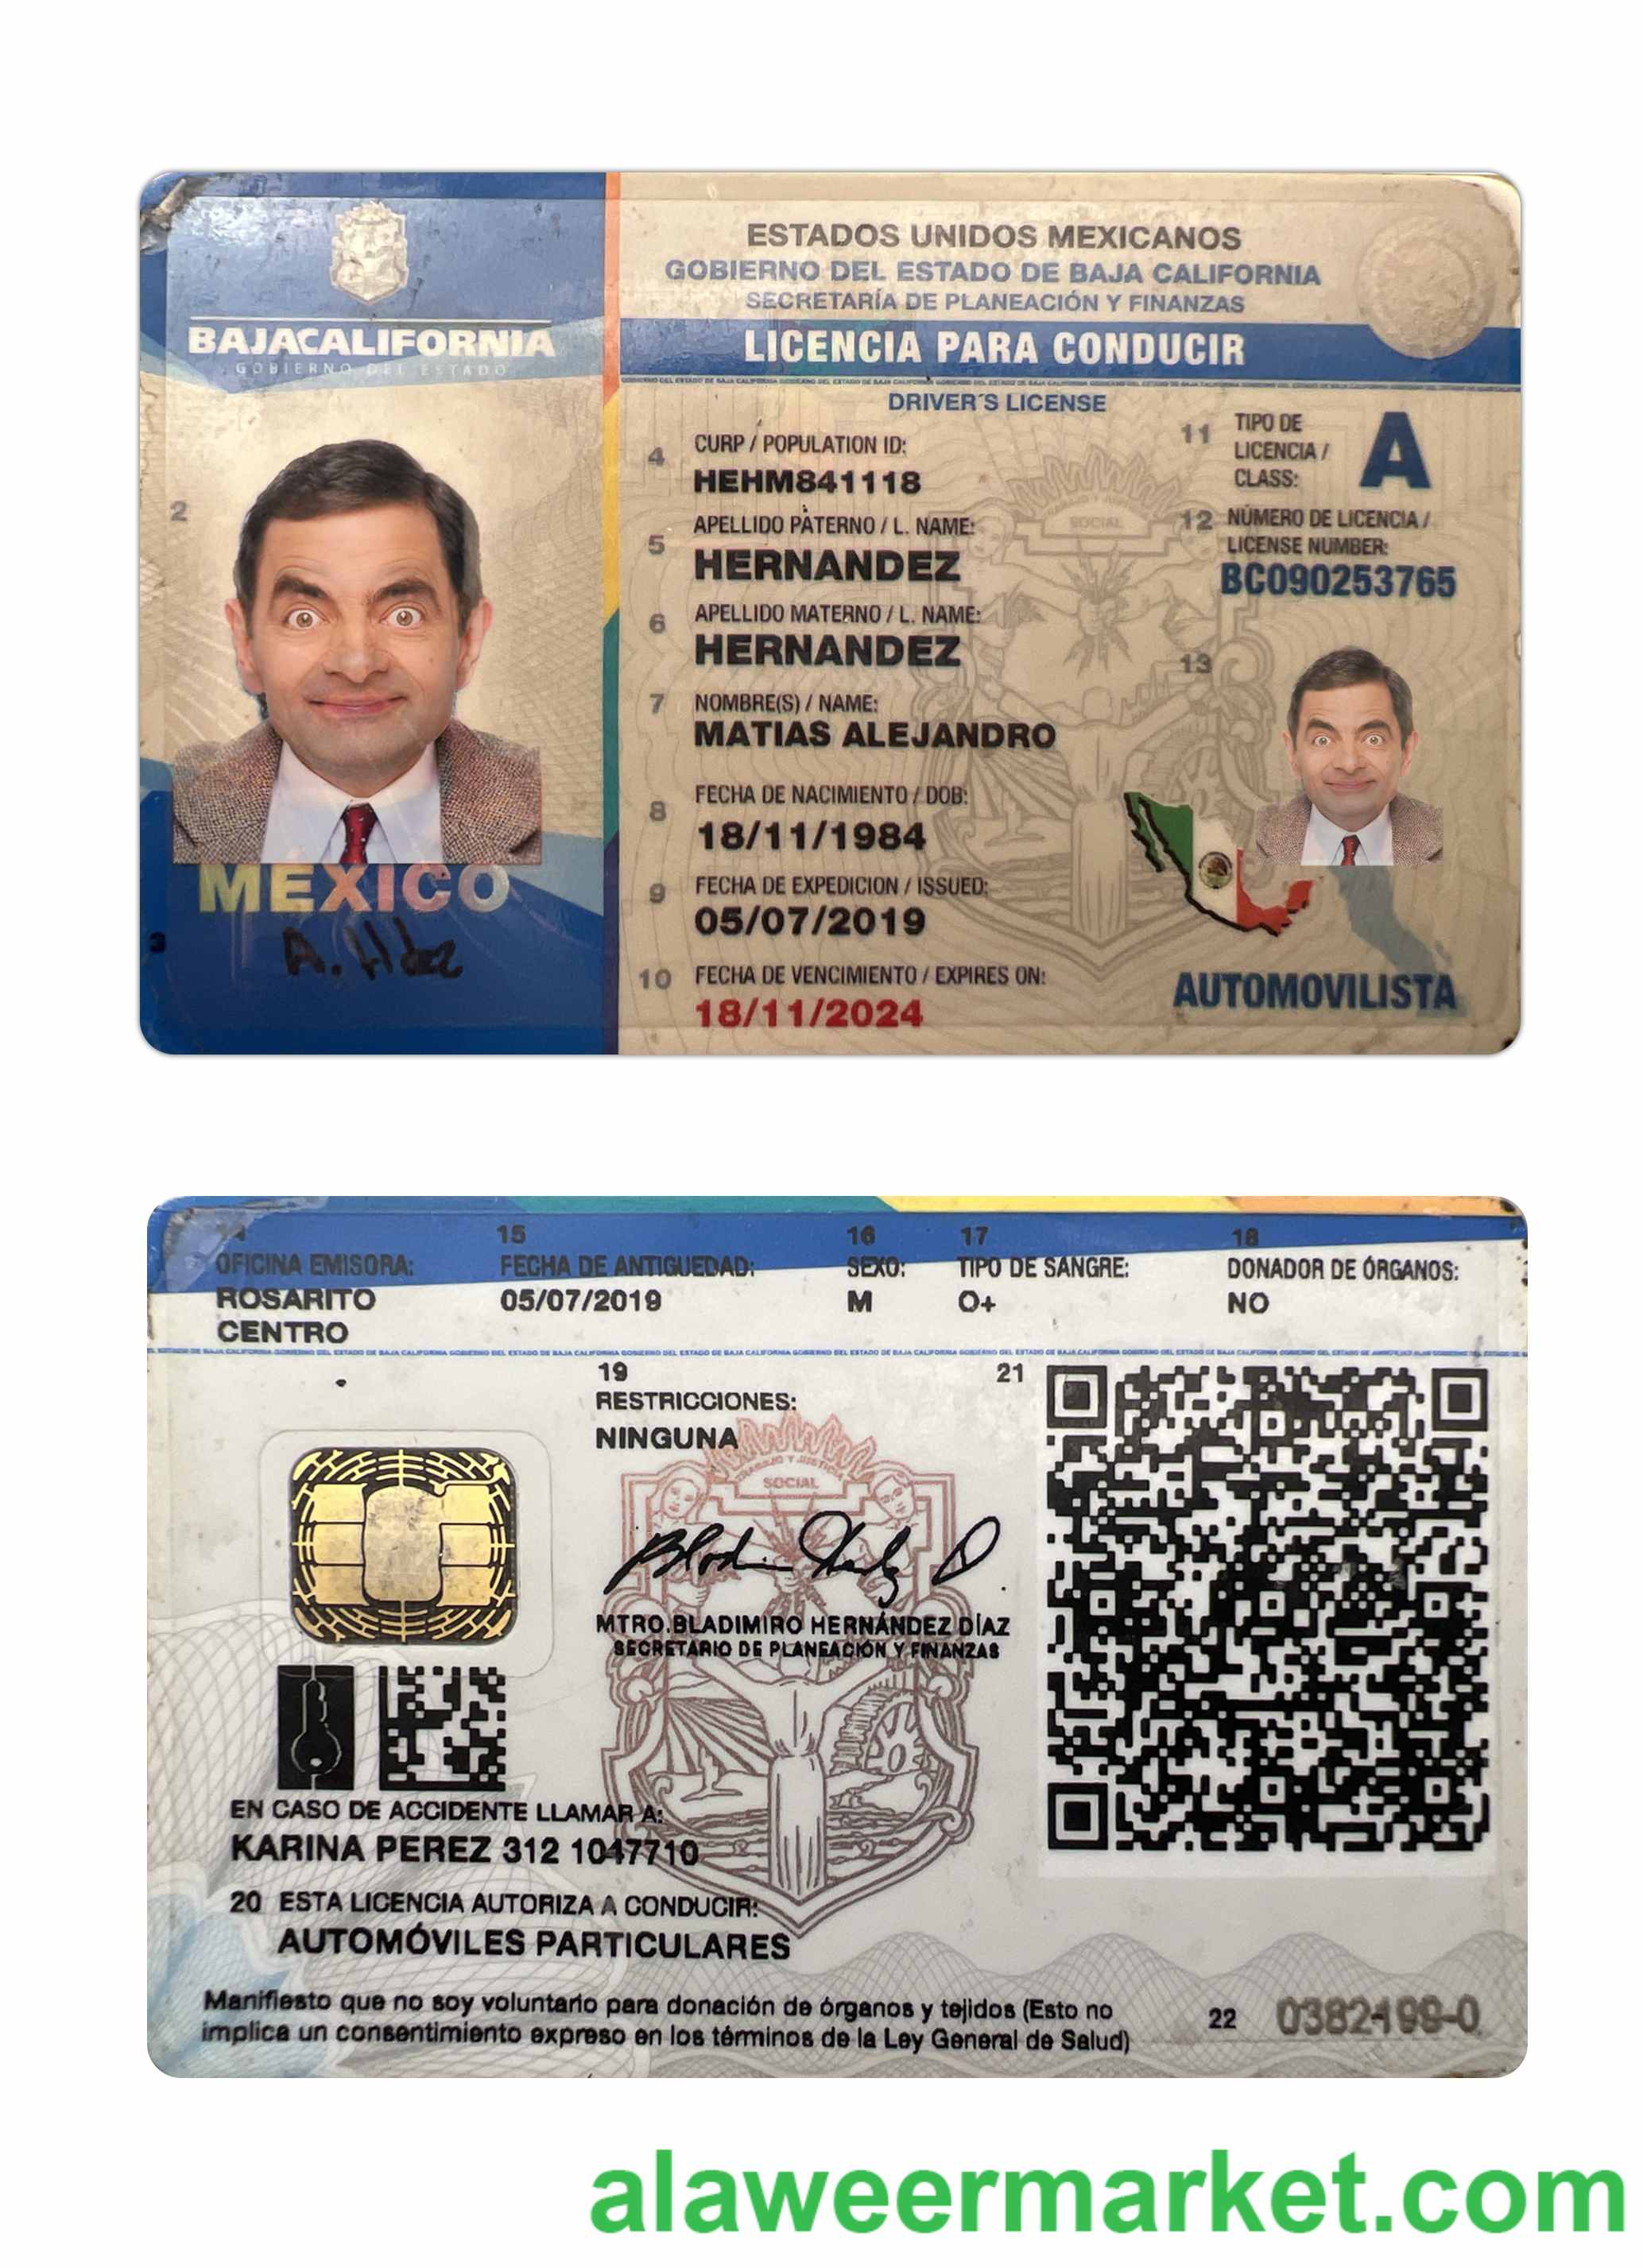 BAJACALIFORNIA
GOBIERNO DEL ESTADO
2
MEXICO
3
A. Hdez
ESTADOS UNIDOS MEXICANOS
GOBIERNO DEL ESTADO DE BAJA CALIFORNIA
SECRETARÍA DE PLANEACIÓN Y FINANZAS
LICENCIA PARA CONDUCIR
DRIVER´S LICENSE
4 CURP / POPULATION ID:
HEHM841118
5 APELLIDO PATERNO / L. NAME:
HERNANDEZ
6 APELLIDO MATERNO / L. NAME:
HERNANDEZ
7 NOMBRE(S) / NAME:
MATIAS ALEJANDRO
8 FECHA DE NACIMIENTO / DOB:
18/11/1984
9 FECHA DE EXPEDICION / ISSUED:
05/07/2019
10 FECHA DE VENCIMIENTO / EXPIRES ON:
18/11/2024
11 TIPO DE
LICENCIA /
CLASS:
A
12 NÚMERO DE LICENCIA /
LICENSE NUMBER:
BC090253765
13
SOCIAL
AUTOMOVILISTA
14 OFICINA EMISORA:
ROSARITO
CENTRO
15 FECHA DE ANTIGUEDAD:
05/07/2019
16 SEXO:
M
17 TIPO DE SANGRE:
O+
18 DONADOR DE ÓRGANOS:
NO
19
RESTRICCIONES:
NINGUNA
21
TRABAJO Y JUSTICIA
SOCIAL
MTRO.BLADIMIRO HERNÁNDEZ DÍAZ
SECRETARIO DE PLANEACIÓN Y FINANZAS
EN CASO DE ACCIDENTE LLAMAR A:
KARINA PEREZ 312 1047710
20 ESTA LICENCIA AUTORIZA A CONDUCIR:
AUTOMÓVILES PARTICULARES
Manifiesto que no soy voluntario para donación de órganos y tejidos (Esto no
implica un consentimiento expreso en los términos de la Ley General de Salud)
22 0382199-0
alaweermarket.com